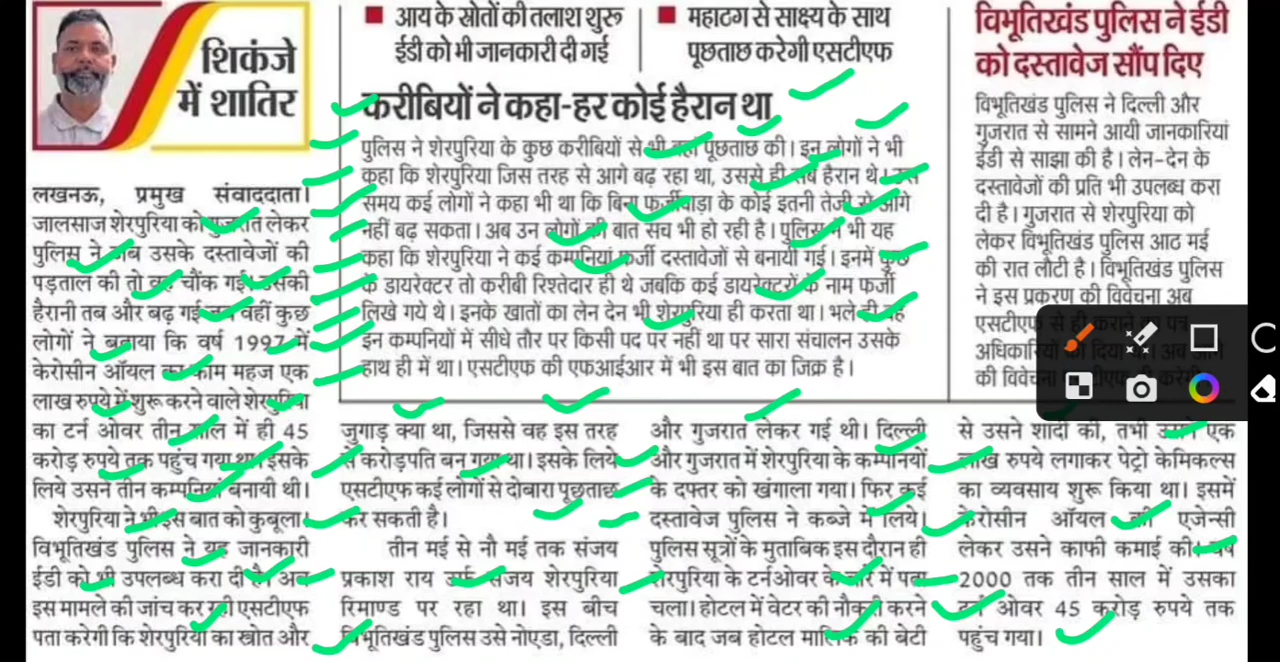 शिकंजे
में शातिर
■ आय के स्रोतों की तलाश शुरू
ईडी को भी जानकारी दी गई
■ महाठग से साक्ष्य के साथ
पूछताछ करेगी एसटीएफ
लखनऊ, प्रमुख संवाददाता।
जालसाज शेरपुरिया को गुजरात लेकर
पुलिस ने जब उसके दस्तावेजों की
पड़ताल की तो वह चौंक गई। उसकी
हैरानी तब और बढ़ गई जब वहीं कुछ
लोगों ने बताया कि वर्ष 1997 में
केरोसीन ऑयल का काम महज एक
लाख रुपये में शुरू करने वाले शेरपुरिया
का टर्न ओवर तीन साल में ही 45
करोड़ रुपये तक पहुंच गया था। इसके
लिये उसने तीन कम्पनियां बनायी थी।
शेरपुरिया ने भी इस बात को कुबूला।
विभूतिखंड पुलिस ने यह जानकारी
ईडी को भी उपलब्ध करा दी है। अब
इस मामले की जांच कर रही एसटीएफ
पता करेगी कि शेरपुरिया का स्रोत और
करीबियों ने कहा-हर कोई हैरान था
पुलिस ने शेरपुरिया के कुछ करीबियों से भी वहां पूछताछ की। इन लोगों ने भी
कहा कि शेरपुरिया जिस तरह से आगे बढ़ रहा था, उससे ही सब हैरान थे। उस
समय कई लोगों ने कहा भी था कि बिना फर्जीवाड़ा के कोई इतनी तेजी से आगे
नहीं बढ़ सकता। अब उन लोगों की बात सच भी हो रही है। पुलिस ने भी यह
कहा कि शेरपुरिया ने कई कम्पनियां फर्जी दस्तावेजों से बनायी गई। इनमें कुछ
के डायरेक्टर तो करीबी रिश्तेदार ही थे जबकि कई डायरेक्टरों के नाम फर्जी
लिखे गये थे। इनके खातों का लेन देन भी शेरपुरिया ही करता था। भले ही वह
इन कम्पनियों में सीधे तौर पर किसी पद पर नहीं था पर सारा संचालन उसके
हाथ ही में था। एसटीएफ की एफआईआर में भी इस बात का जिक्र है।
जुगाड़ क्या था, जिससे वह इस तरह
से करोड़पति बन गया था। इसके लिये
एसटीएफ कई लोगों से दोबारा पूछताछ
कर सकती है।
तीन मई से नौ मई तक संजय
प्रकाश राय उर्फ संजय शेरपुरिया
रिमाण्ड पर रहा था। इस बीच
विभूतिखंड पुलिस उसे नोएडा, दिल्ली
और गुजरात लेकर गई थी। दिल्ली
और गुजरात में शेरपुरिया के कम्पनियों
के दफ्तर को खंगाला गया। फिर कई
दस्तावेज पुलिस ने कब्जे में लिये।
पुलिस सूत्रों के मुताबिक इस दौरान ही
शेरपुरिया के टर्नओवर के बारे में पता
चला। होटल में वेटर की नौकरी करने
के बाद जब होटल मालिक की बेटी
से उसने शादी की, तभी उसने एक
लाख रुपये लगाकर पेट्रो केमिकल्स
का व्यवसाय शुरू किया था। इसमें
केरोसीन ऑयल की एजेन्सी
लेकर उसने काफी कमाई की। वर्ष
2000 तक तीन साल में उसका
टर्न ओवर 45 करोड़ रुपये तक
पहुंच गया।
विभूतिखंड पुलिस ने ईडी
को दस्तावेज सौंप दिए
विभूतिखंड पुलिस ने दिल्ली और
गुजरात से सामने आयी जानकारियां
ईडी से साझा की है। लेन-देन के
दस्तावेजों की प्रति भी उपलब्ध करा
दी है। गुजरात से शेरपुरिया को
लेकर विभूतिखंड पुलिस आठ मई
की रात लौटी है। विभूतिखंड पुलिस
ने इस प्रकरण की विवेचना अब
एसटीएफ से ही कराने का पत्र
अधिकारियों को दिया था। अब आगे
की विवेचना एसटीएफ ही करेगी